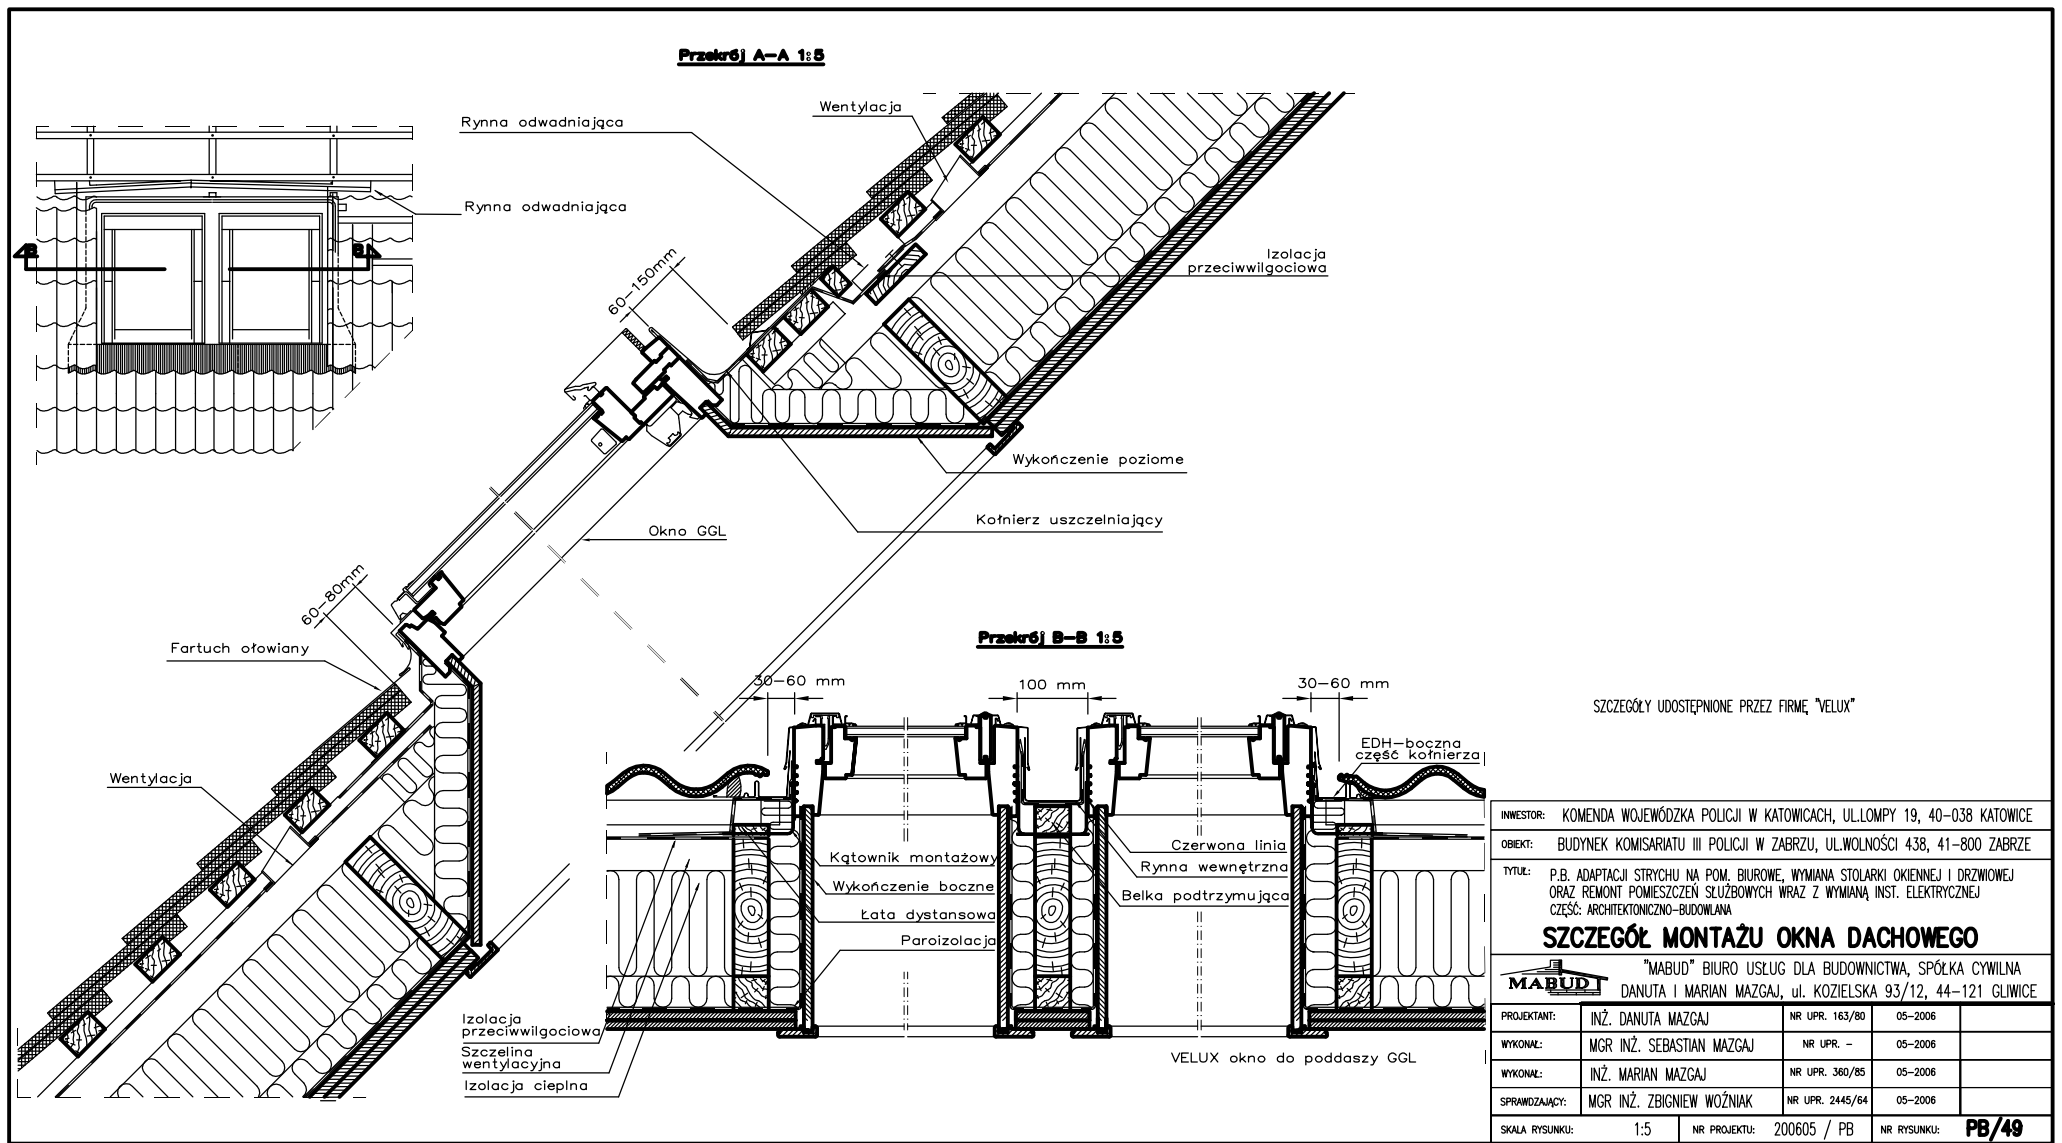 Przekrój A-A 1:5
Wentylacja
Rynna odwadniająca
Rynna odwadniająca
B
B
Izolacja
przeciwwilgociowa
60-150mm
Wykończenie poziome
Kołnierz uszczelniający
Okno GGL
60-80mm
Fartuch ołowiany
Wentylacja
Przekrój B-B 1:5
30-60 mm
100 mm
30-60 mm
EDH-boczna
część kołnierza
Kątownik montażowy
Wykończenie boczne
Łata dystansowa
Paroizolacja
Czerwona linia
Rynna wewnętrzna
Belka podtrzymująca
Izolacja
przeciwwilgociowa
Szczelina
wentylacyjna
Izolacja cieplna
VELUX okno do poddaszy GGL
SZCZEGÓŁY UDOSTĘPNIONE PRZEZ FIRMĘ "VELUX"
INWESTOR: KOMENDA WOJEWÓDZKA POLICJI W KATOWICACH, UL.LOMPY 19, 40-038 KATOWICE
OBIEKT: BUDYNEK KOMISARIATU III POLICJI W ZABRZU, UL.WOLNOŚCI 438, 41-800 ZABRZE
TYTUŁ: P.B. ADAPTACJI STRYCHU NA POM. BIUROWE, WYMIANA STOLARKI OKIENNEJ I DRZWIOWEJ
ORAZ REMONT POMIESZCZEŃ SŁUŻBOWYCH WRAZ Z WYMIANĄ INST. ELEKTRYCZNEJ
CZĘŚĆ: ARCHITEKTONICZNO-BUDOWLANA
SZCZEGÓŁ MONTAŻU OKNA DACHOWEGO
MABUD
"MABUD" BIURO USŁUG DLA BUDOWNICTWA, SPÓŁKA CYWILNA
DANUTA I MARIAN MAZGAJ, ul. KOZIELSKA 93/12, 44-121 GLIWICE
PROJEKTANT: INŻ. DANUTA MAZGAJ NR UPR. 163/80 05-2006
WYKONAŁ: MGR INŻ. SEBASTIAN MAZGAJ NR UPR. - 05-2006
WYKONAŁ: INŻ. MARIAN MAZGAJ NR UPR. 360/85 05-2006
SPRAWDZAJĄCY: MGR INŻ. ZBIGNIEW WOŹNIAK NR UPR. 2445/64 05-2006
SKALA RYSUNKU: 1:5 NR PROJEKTU: 200605 / PB NR RYSUNKU: PB/49